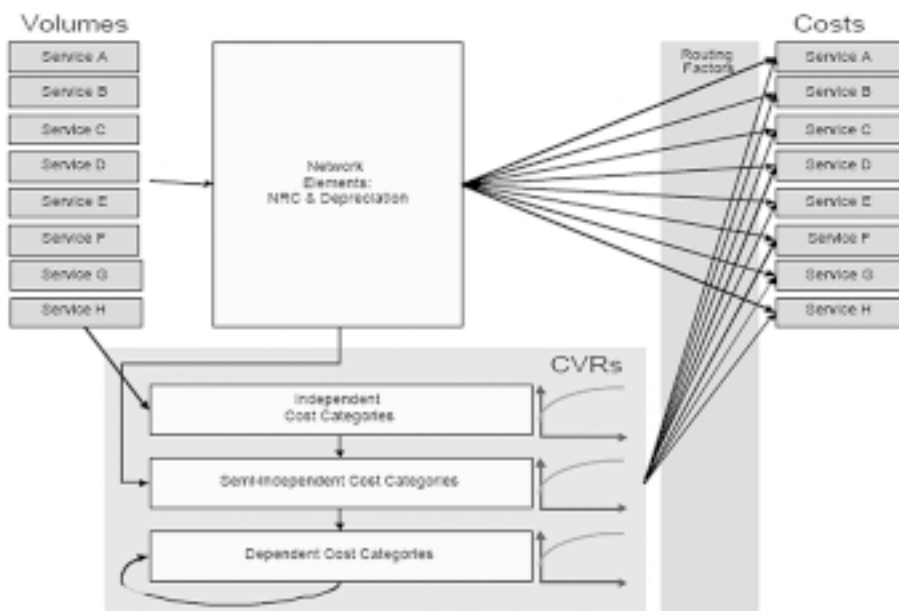 Volumes
Costs
Service A
Service B
Service C
Service D
Service E
Service F
Service G
Service H
Network
Elements:
NRC & Depreciation
Routing
Factors
Service A
Service B
Service C
Service D
Service E
Service F
Service G
Service H
CVRs
Independent
Cost Categories
Semi-Independent Cost Categories
Dependent Cost Categories